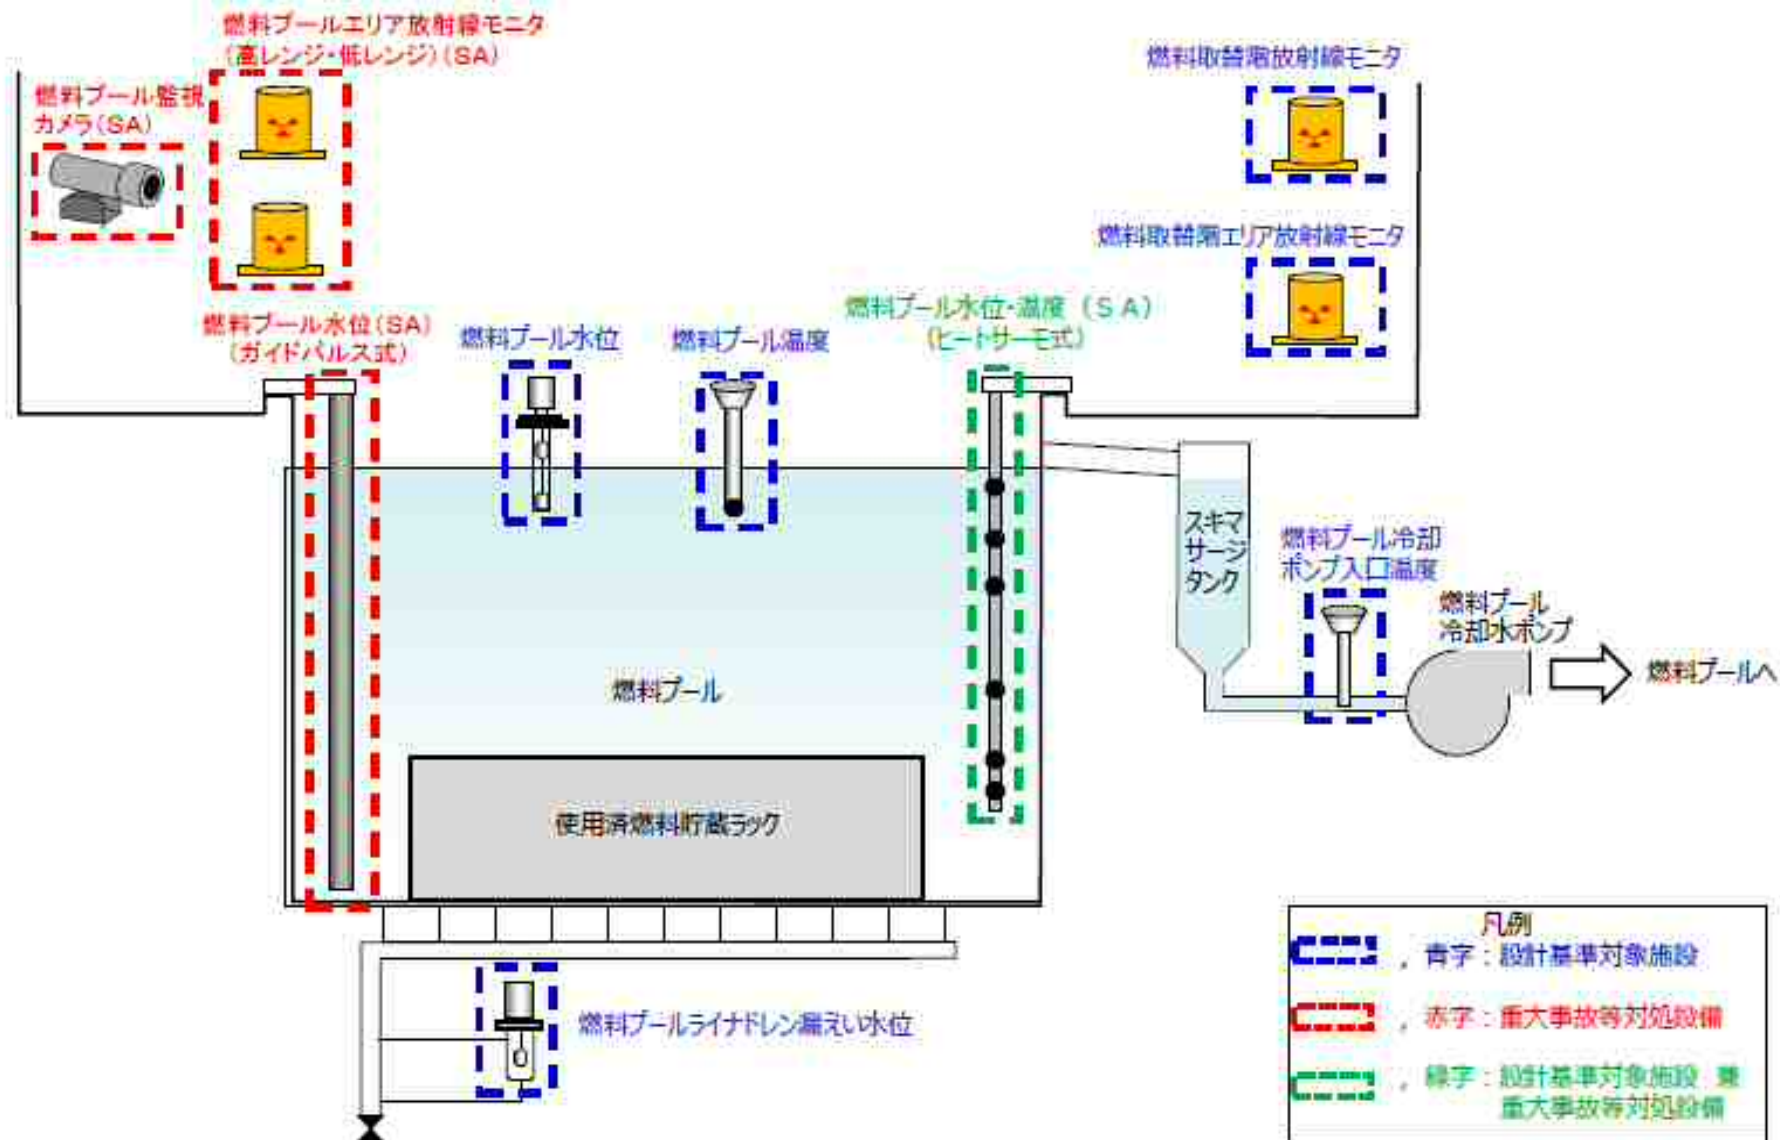 燃料プールエリア放射線モニタ
(高レンジ・低レンジ)(SA)
燃料プール監視
カメラ(SA)
燃料取替階放射線モニタ
燃料取替階エリア放射線モニタ
燃料プール水位(SA)
(ガイドパルス式)
燃料プール水位
燃料プール温度
燃料プール水位・温度(SA)
(ヒートサーモ式)
スキマ
サージ
タンク
燃料プール冷却
ポンプ入口温度
燃料プール
冷却水ポンプ
燃料プールへ
燃料プール
使用済燃料貯蔵ラック
燃料プールライナドレン漏えい水位
凡例
,青字:設計基準対象施設
,赤字:重大事故等対処設備
,緑字:設計基準対象施設 兼
重大事故等対処設備